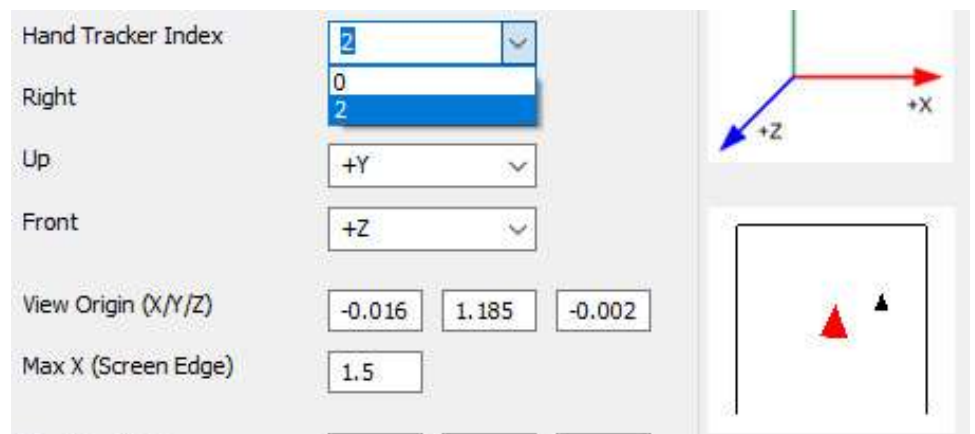 Hand Tracker Index 2
0
Right 2
+X
+Z
Up +Y
Front +Z
View Origin (X/Y/Z) -0.016 1.185 -0.002
Max X (Screen Edge) 1.5